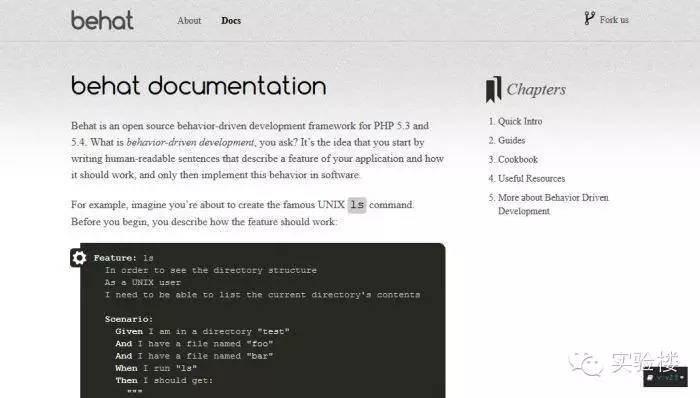 behat
About
Docs
Fork us
behat documentation
Behat is an open source behavior-driven development framework for PHP 5.3 and
5.4. What is behavior-driven development, you ask? It's the idea that you start by
writing human-readable sentences that describe a feature of your application and how
it should work, and only then implement this behavior in software.
For example, imagine you're about to create the famous UNIX ls command.
Before you begin, you describe how the feature should work:
Feature: ls
In order to see the directory structure
As a UNIX user
I need to be able to list the current directory's contents
Scenario:
Given I am in a directory "test"
And I have a file named "foo"
And I have a file named "bar"
When I run "ls"
Then I should get:
"""
Chapters
1. Quick Intro
2. Guides
3. Cookbook
4. Useful Resources
5. More about Behavior Driven
Development
实验楼